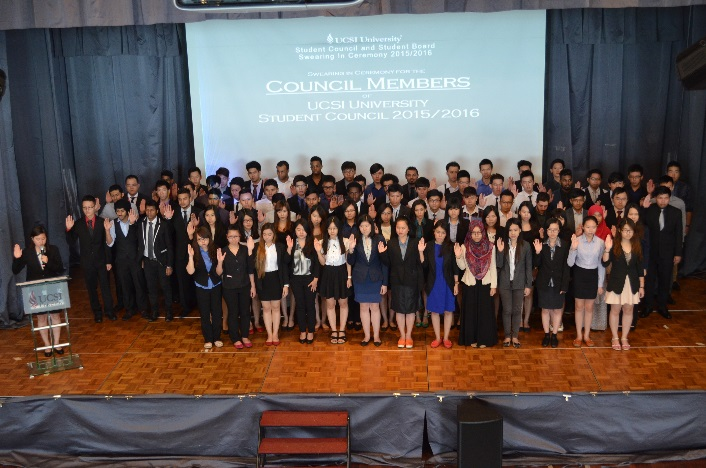 UCSI University
Student Council and Student Board
Swearing In Ceremony 2015/2016
SWEARING IN CEREMONY FOR THE
COUNCIL MEMBERS
OF
UCSI UNIVERSITY
STUDENT COUNCIL 2015/2016
UCSI University